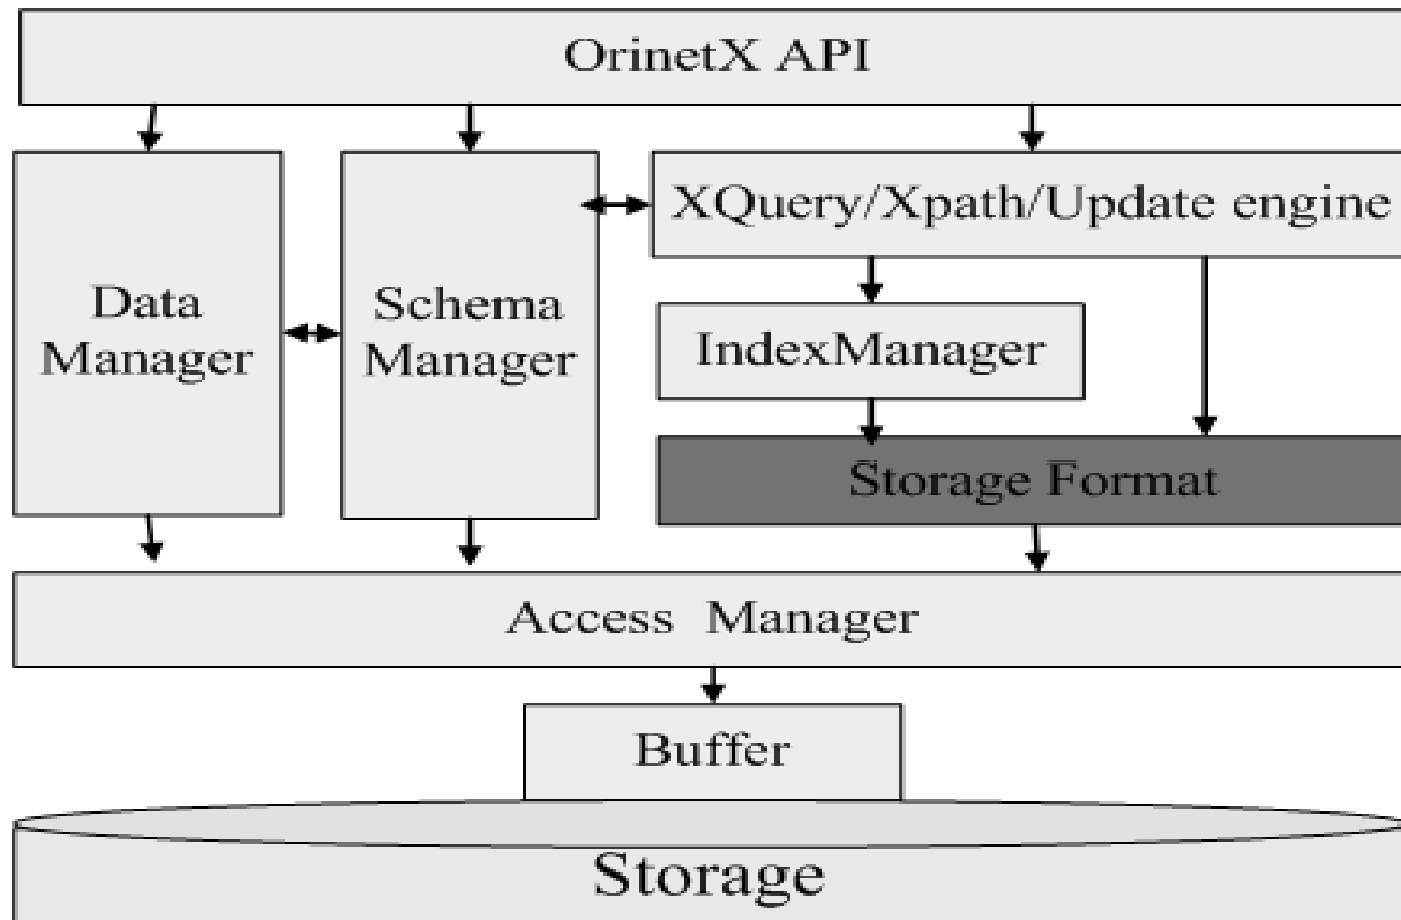 OrinetX API
XQuery/Xpath/Update engine
Data
Manager
Schema
Manager
IndexManager
Storage Format
Access Manager
Buffer
Storage